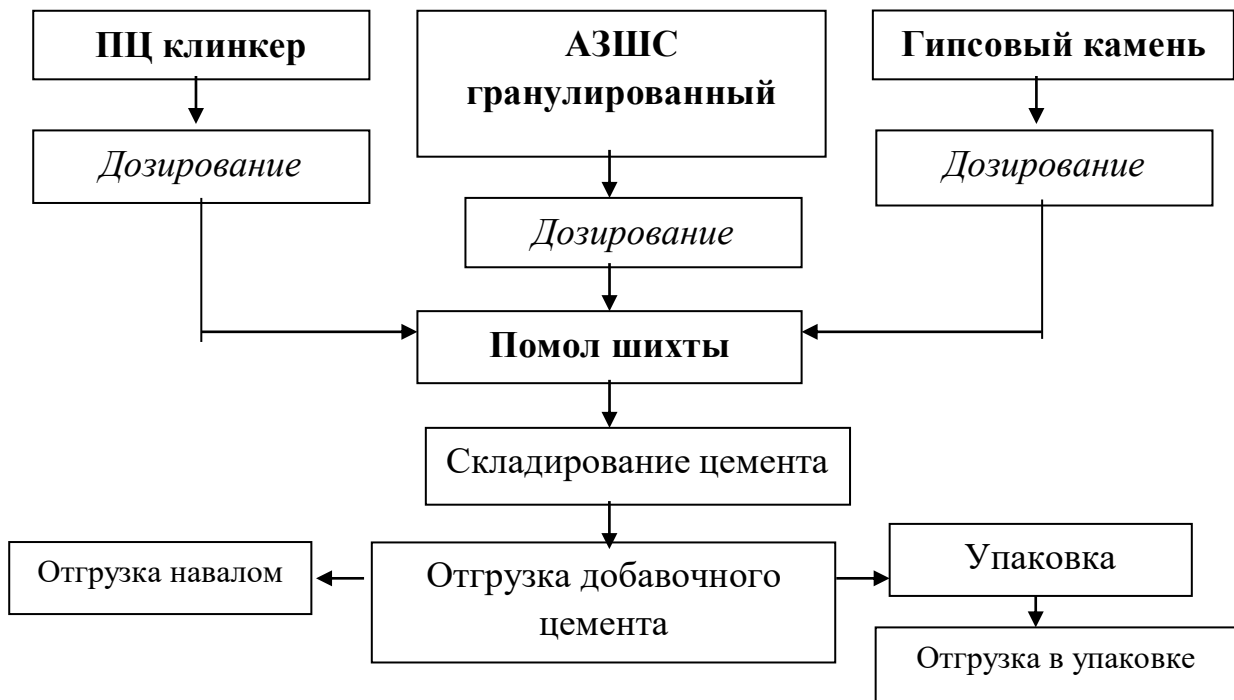 ПЦ клинкер
АЗШС
гранулированный
Гипсовый камень
Дозирование
Дозирование
Дозирование
Помол шихты
Складирование цемента
Отгрузка навалом
Отгрузка добавочного
цемента
Упаковка
Отгрузка в упаковке